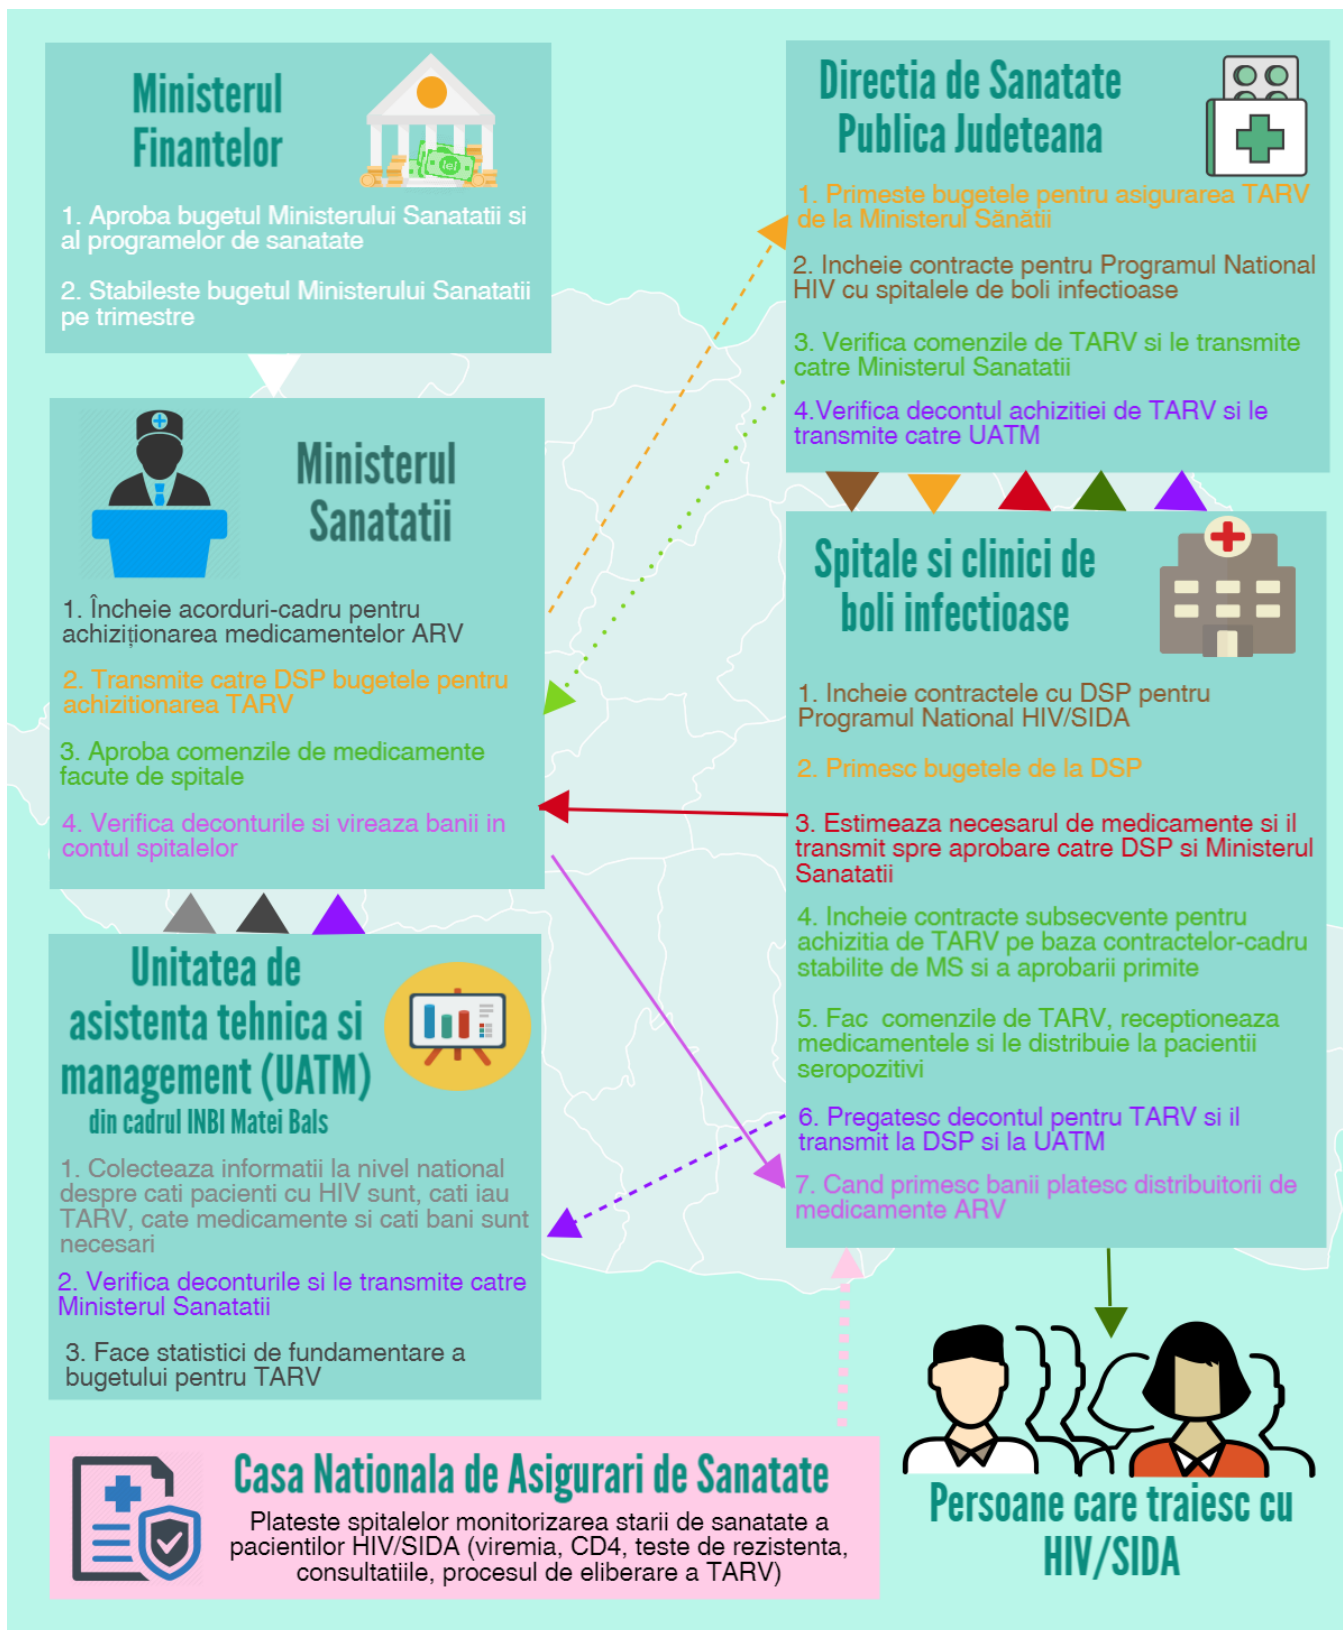 Ministerul
Finantelor
lei
1. Aproba bugetul Ministerului Sanatatii si
al programelor de sanatate
2. Stabileste bugetul Ministerului Sanatatii
pe trimestre
Ministerul
Sanatatii
1. Încheie acorduri-cadru pentru
achiziționarea medicamentelor ARV
2. Transmite catre DSP bugetele pentru
achizitionarea TARV
3. Aproba comenzile de medicamente
facute de spitale
4. Verifica deconturile si vireaza banii in
contul spitalelor
Unitatea de
asistenta tehnica si
management (UATM)
din cadrul INBI Matei Bals
1. Colecteaza informatii la nivel national
despre cati pacienti cu HIV sunt, cati iau
TARV, cate medicamente si cati bani sunt
necesari
2. Verifica deconturile si le transmite catre
Ministerul Sanatatii
3. Face statistici de fundamentare a
bugetului pentru TARV
Directia de Sanatate
Publica Judeteana
1. Primeste bugetele pentru asigurarea TARV
de la Ministerul Sănătii
2. Incheie contracte pentru Programul National
HIV cu spitalele de boli infectioase
3. Verifica comenzile de TARV si le transmite
catre Ministerul Sanatatii
4.Verifica decontul achizitiei de TARV si le
transmite catre UATM
Spitale si clinici de
boli infectioase
1. Incheie contractele cu DSP pentru
Programul National HIV/SIDA
2. Primesc bugetele de la DSP
3. Estimeaza necesarul de medicamente si il
transmit spre aprobare catre DSP si Ministerul
Sanatatii
4. Incheie contracte subsecvente pentru
achizitia de TARV pe baza contractelor-cadru
stabilite de MS si a aprobarii primite
5. Fac comenzile de TARV, receptioneaza
medicamentele si le distribuie la pacientii
seropozitivi
6. Pregatesc decontul pentru TARV si il
transmit la DSP si la UATM
7. Cand primesc banii platesc distribuitorii de
medicamente ARV
Casa Nationala de Asigurari de Sanatate
Plateste spitalelor monitorizarea starii de sanatate a
pacientilor HIV/SIDA (viremia, CD4, teste de rezistenta,
consultatiile, procesul de eliberare a TARV)
Persoane care traiesc cu
HIV/SIDA